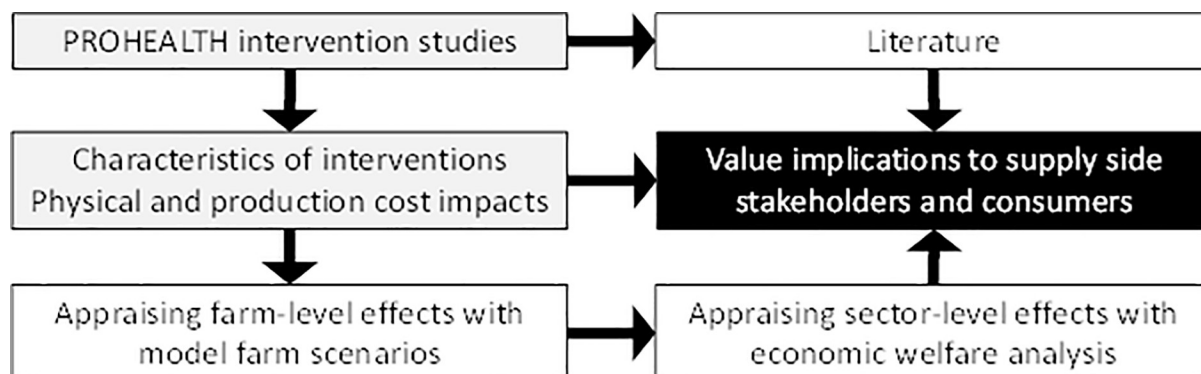 PROHEALTH intervention studies
Literature
Characteristics of interventions
Physical and production cost impacts
Value implications to supply side
stakeholders and consumers
Appraising farm-level effects with
model farm scenarios
Appraising sector-level effects with
economic welfare analysis